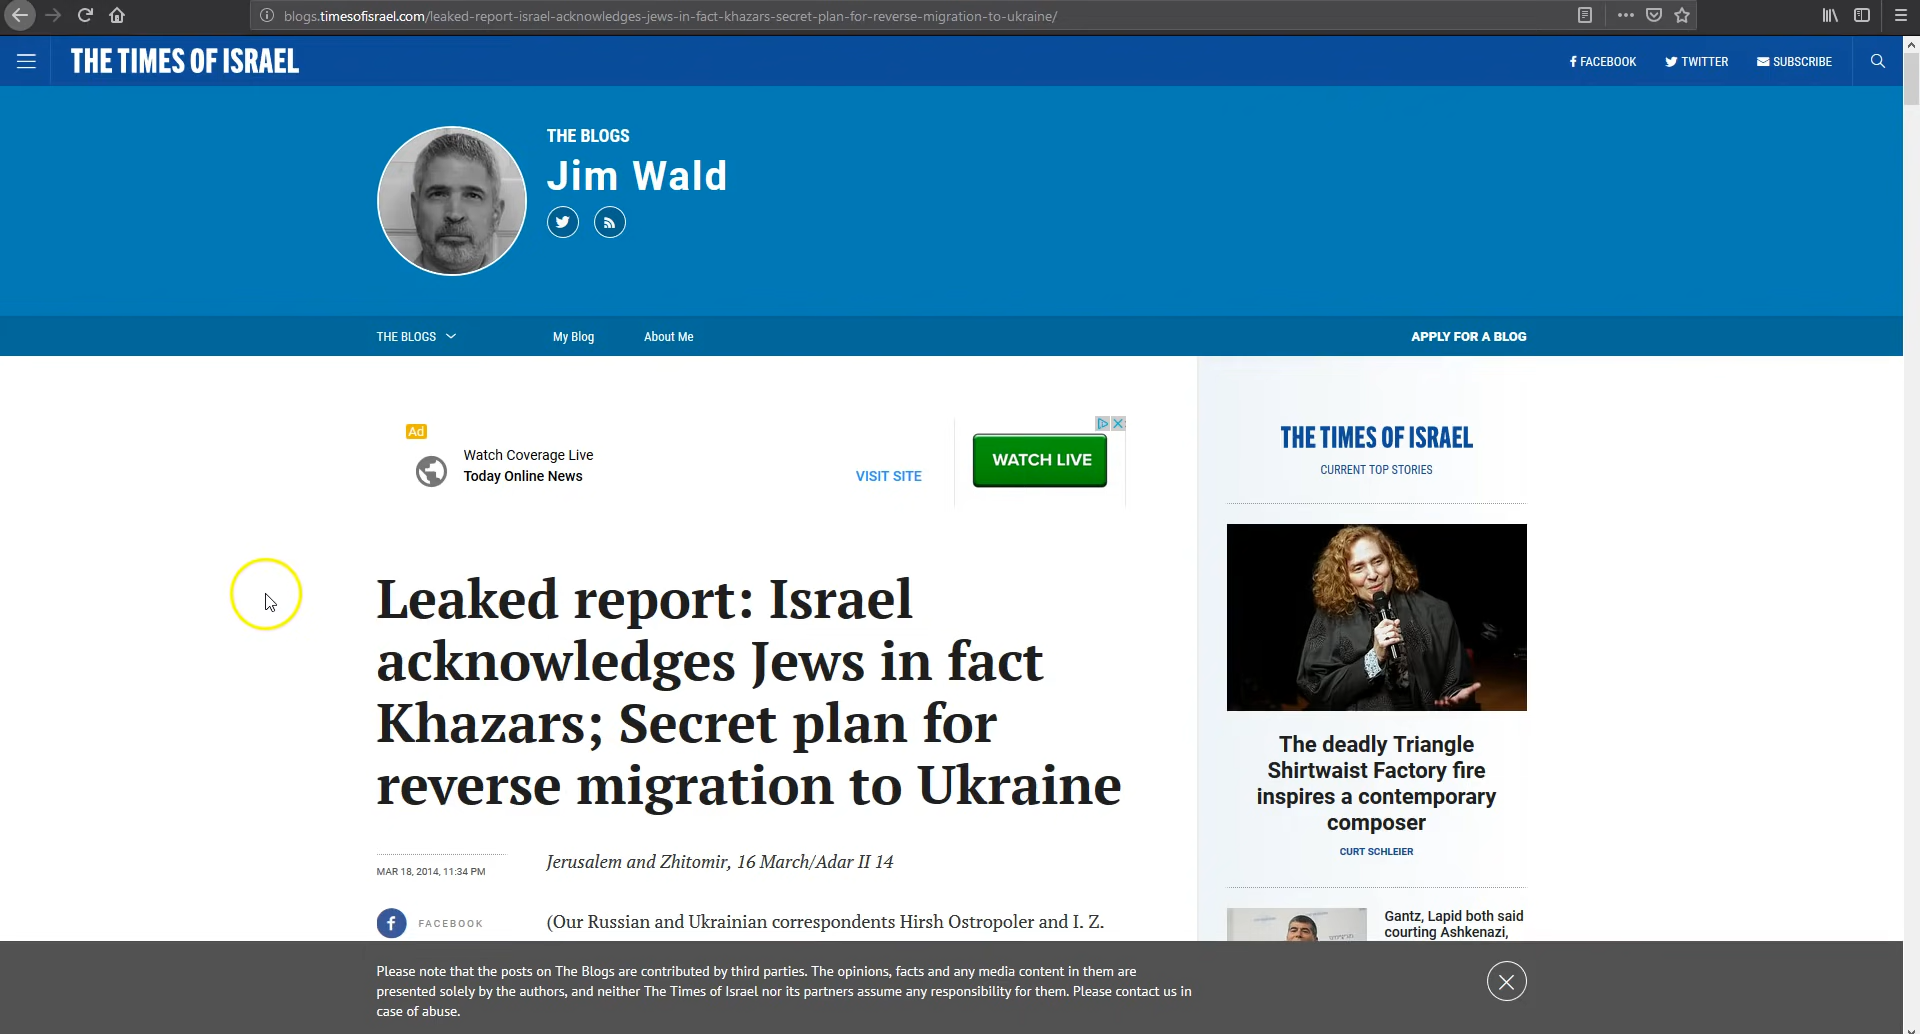 blogs.timesofisrael.com/leaked-report-israel-acknowledges-jews-in-fact-khazars-secret-plan-for-reverse-migration-to-ukraine/
THE TIMES OF ISRAEL
FACEBOOK
TWITTER
SUBSCRIBE
THE BLOGS
Jim Wald
THE BLOGS
My Blog
About Me
APPLY FOR A BLOG
Ad
Watch Coverage Live
Today Online News
VISIT SITE
WATCH LIVE
Leaked report: Israel
acknowledges Jews in fact
Khazars; Secret plan for
reverse migration to Ukraine
MAR 18, 2014, 11:34 PM
Jerusalem and Zhitomir, 16 March/Adar II 14
FACEBOOK
(Our Russian and Ukrainian correspondents Hirsh Ostropoler and I. Z.
THE TIMES OF ISRAEL
CURRENT TOP STORIES
The deadly Triangle
Shirtwaist Factory fire
inspires a contemporary
composer
CURT SCHLEIER
Gantz, Lapid both said
courting Ashkenazi,
Please note that the posts on The Blogs are contributed by third parties. The opinions, facts and any media content in them are
presented solely by the authors, and neither The Times of Israel nor its partners assume any responsibility for them. Please contact us in
case of abuse.